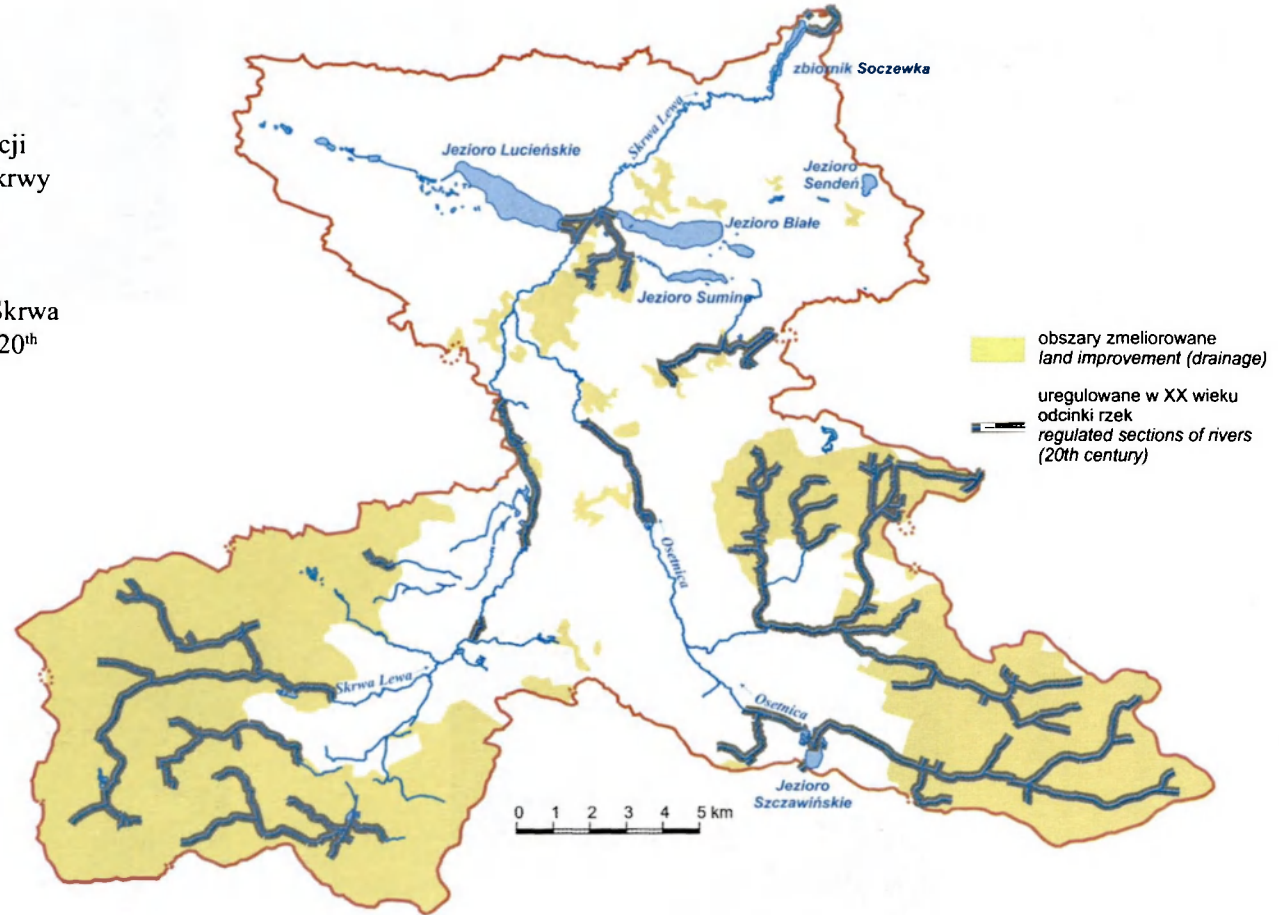 cji
krwy
Skrwa
20th
zbiornik Soczewka
Skrwa Lewa
Jezioro Lucieńskie
Jezioro
Sendeń
Jezioro Białe
Jezioro Sumino
obszary zmeliorowane
land improvement (drainage)
uregulowane w XX wieku
odcinki rzek
regulated sections of rivers
(20th century)
Osetnica
Skrwa Lewa
Osetnica
Jezioro
Szczawińskie
0 1 2 3 4 5 km